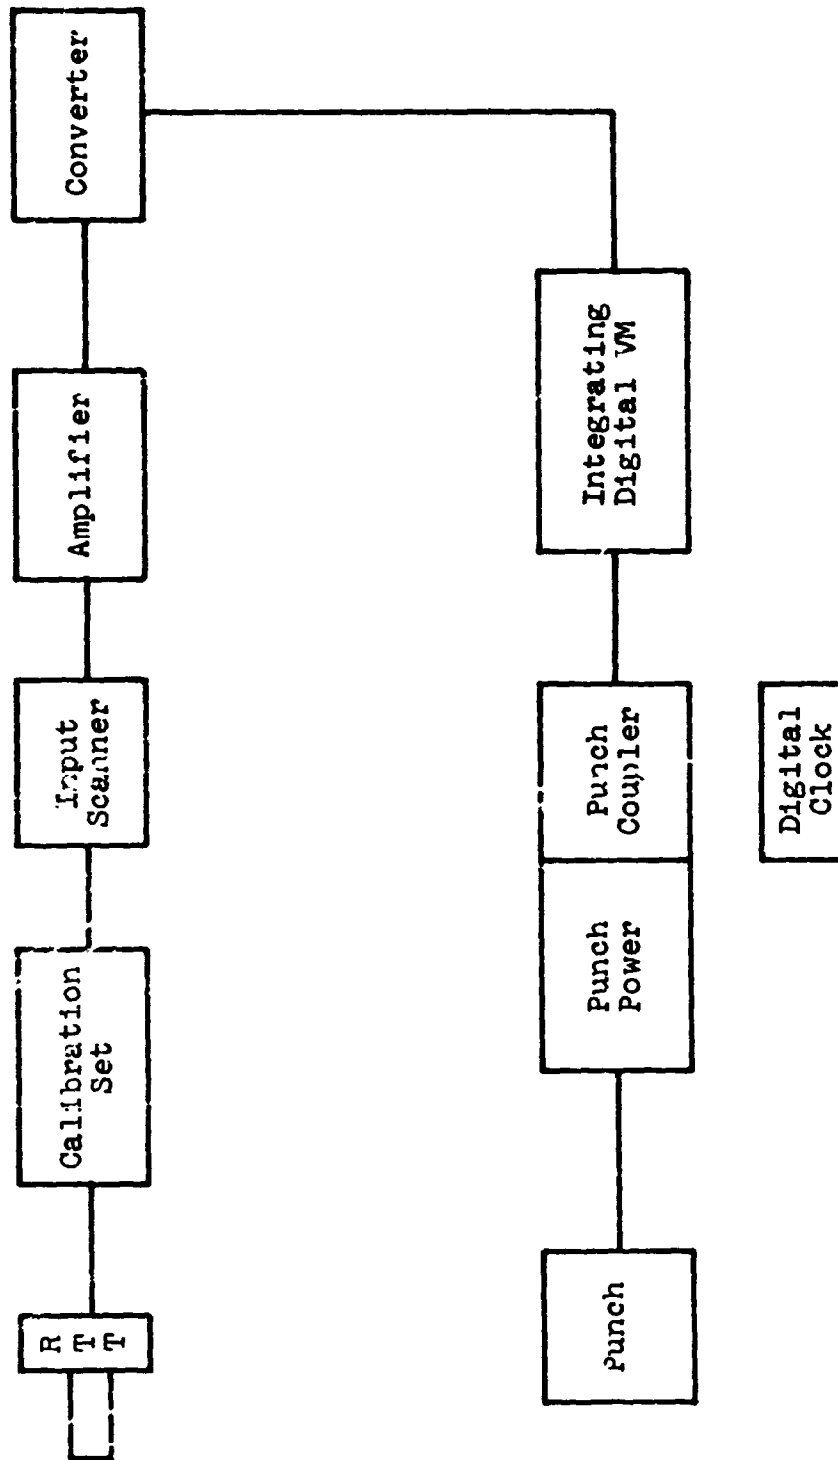 R
T
T
Calibration
Set
Input
Scanner
Amplifier
Converter
Punch
Punch
Power
Punch
Coupler
Integrating
Digital VM
Digital
Clock